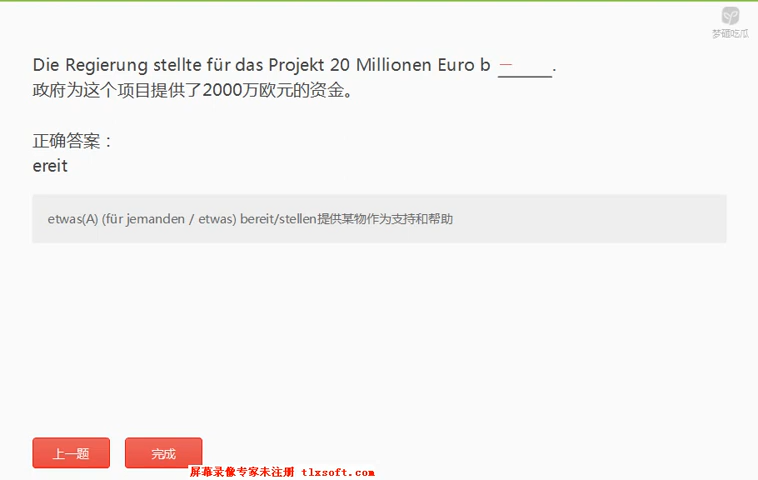 梦硒吃瓜
Die Regierung stellte für das Projekt 20 Millionen Euro b — .
政府为这个项目提供了2000万欧元的资金。
正确答案：
ereit
etwas(A) (für jemanden / etwas) bereit/stellen提供某物作为支持和帮助
上一题
完成
屏幕录像专家未注册 tlxsoft.com